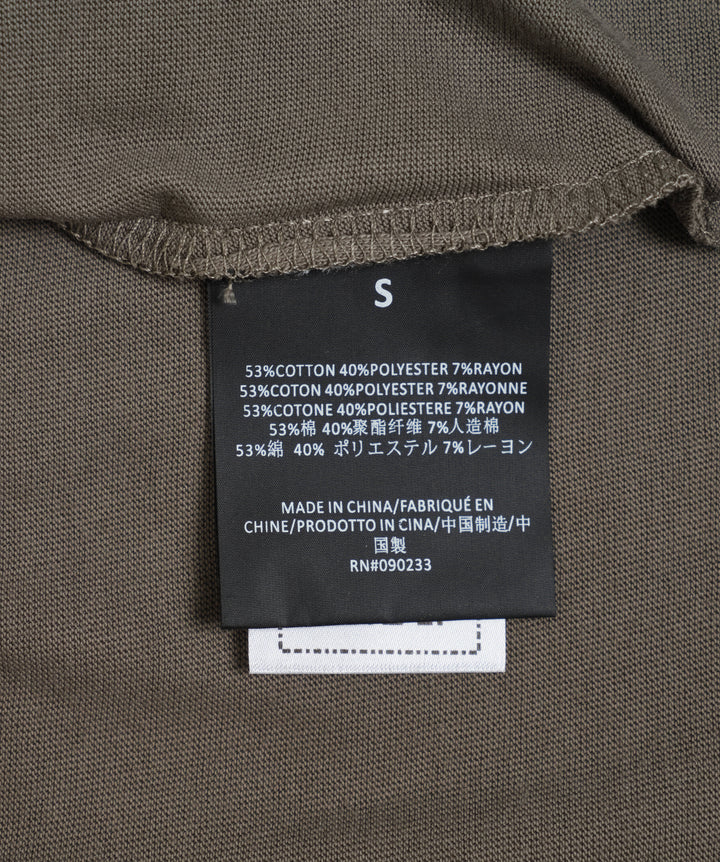 S
53%COTTON 40%POLYESTER 7%RAYON
53%COTON 40%POLYESTER 7%RAYONNE
53%COTONE 40%POLIESTERE 7%RAYON
53%棉 40%聚酯纤维 7%人造棉
53%綿 40% ポリエステル 7%レーヨン
MADE IN CHINA/FABRIQUÉ EN
CHINE/PRODOTTO IN CINA/中国制造/中
国製
RN#090233